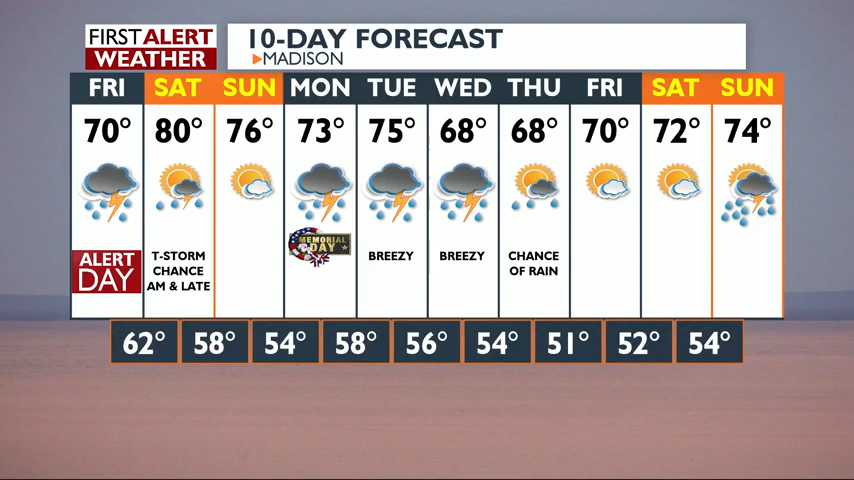 FIRST ALERT
WEATHER
10-DAY FORECAST
MADISON
FRI SAT SUN MON TUE WED THU FRI SAT SUN
70° 80° 76° 73° 75° 68° 68° 70° 72° 74°
ALERT
DAY
T-STORM
CHANCE
AM & LATE
MEMORIAL
DAY
BREEZY
BREEZY
CHANCE
OF RAIN
62° 58° 54° 58° 56° 54° 51° 52° 54°